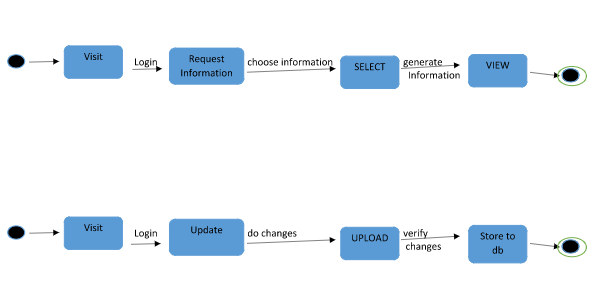 Visit
Login
Request
Information
choose information
SELECT
generate
Information
VIEW
Visit
Login
Update
do changes
UPLOAD
verify
changes
Store to
db